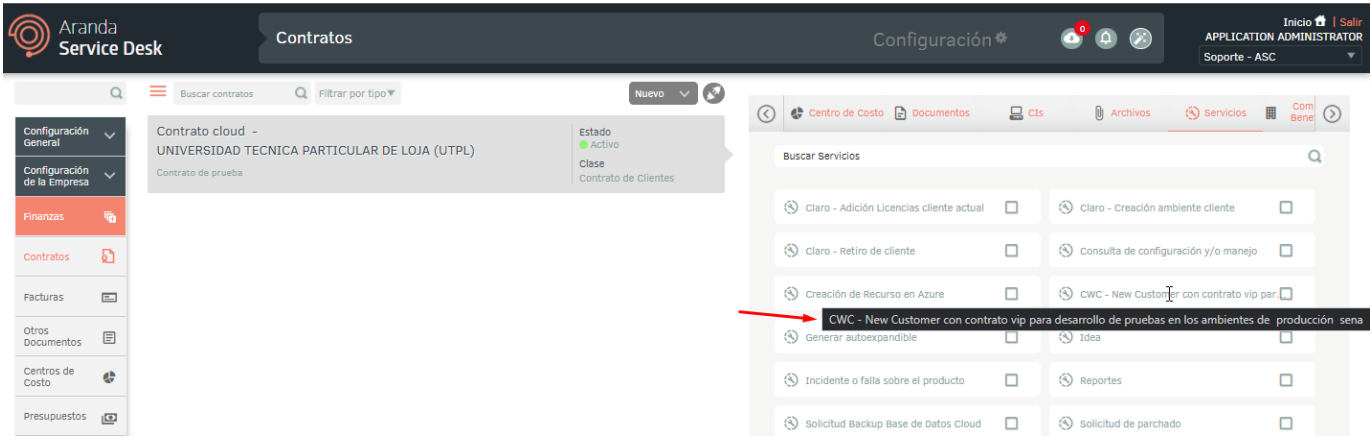 Aranda
Service Desk
Contratos
Configuración
0
Inicio | Salir
APPLICATION ADMINISTRATOR
Soporte - ASC
Buscar contratos
Filtrar por tipo
Nuevo
Configuración
General
Configuración
de la Empresa
Finanzas
Contratos
Facturas
Otros
Documentos
Centros de
Costo
Presupuestos
Contrato cloud -
UNIVERSIDAD TECNICA PARTICULAR DE LOJA (UTPL)
Contrato de prueba
Estado
Activo
Clase
Contrato de Clientes
Centro de Costo
Documentos
CIs
Archivos
Servicios
Com
Bene
Buscar Servicios
Claro - Adición Licencias cliente actual
Claro - Creación ambiente cliente
Claro - Retiro de cliente
Consulta de configuración y/o manejo
Creación de Recurso en Azure
CWC - New Customer con contrato vip par...
CWC - New Customer con contrato vip para desarrollo de pruebas en los ambientes de producción sena
Generar autoexpandible
Idea
Incidente o falla sobre el producto
Reportes
Solicitud Backup Base de Datos Cloud
Solicitud de parchado